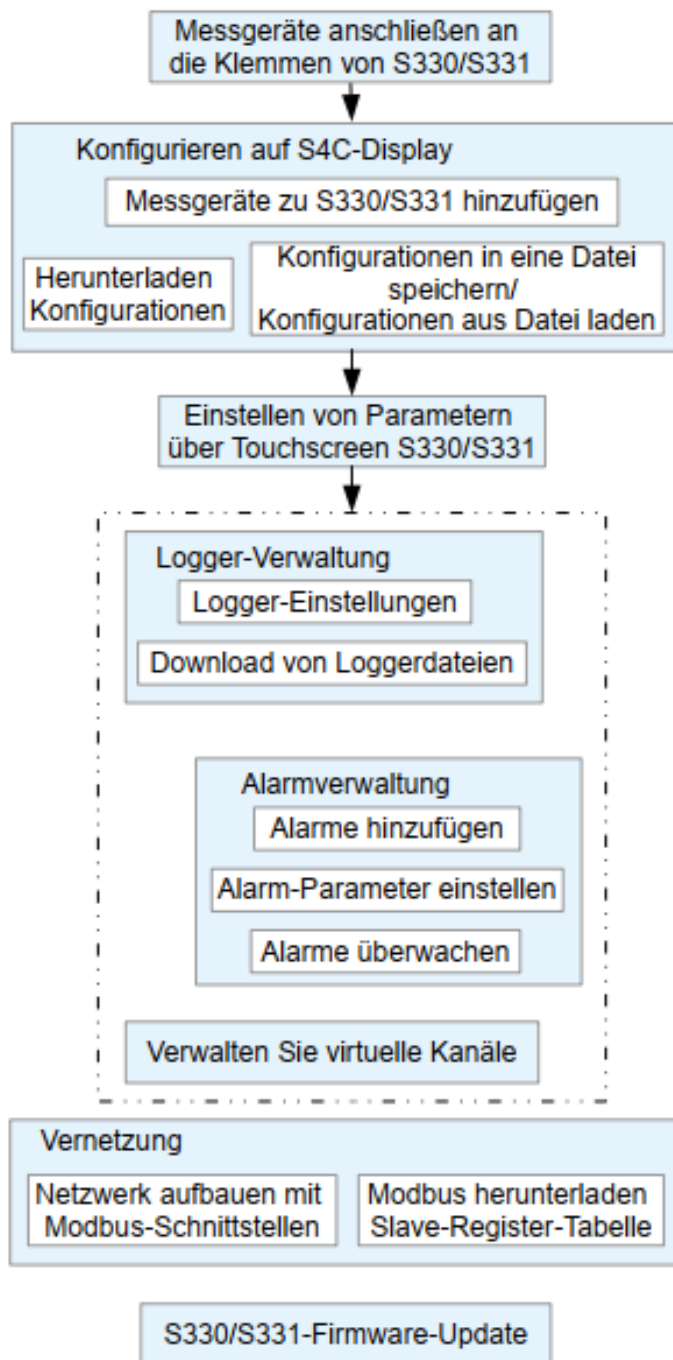 Messgeräte anschließen an
die Klemmen von S330/S331
Konfigurieren auf S4C-Display
Messgeräte zu S330/S331 hinzufügen
Herunterladen
Konfigurationen
Konfigurationen in eine Datei
speichern/
Konfigurationen aus Datei laden
Einstellen von Parametern
über Touchscreen S330/S331
Logger-Verwaltung
Logger-Einstellungen
Download von Loggerdateien
Alarmverwaltung
Alarme hinzufügen
Alarm-Parameter einstellen
Alarme überwachen
Verwalten Sie virtuelle Kanäle
Vernetzung
Netzwerk aufbauen mit
Modbus-Schnittstellen
Modbus herunterladen
Slave-Register-Tabelle
S330/S331-Firmware-Update